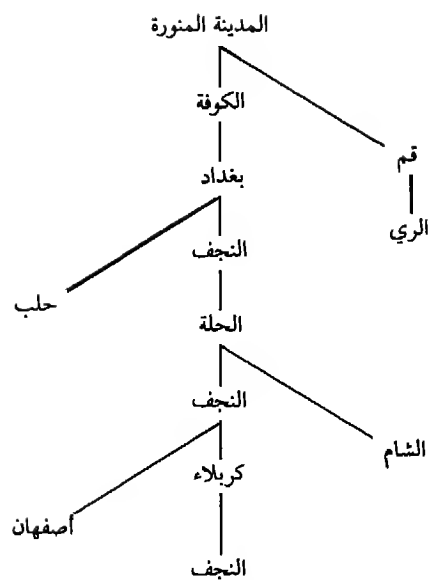 المدينة المنورة
الكوفة
قم
بغداد
الري
النجف
حلب
الحلة
النجف
الشام
كربلاء
أصفهان
النجف